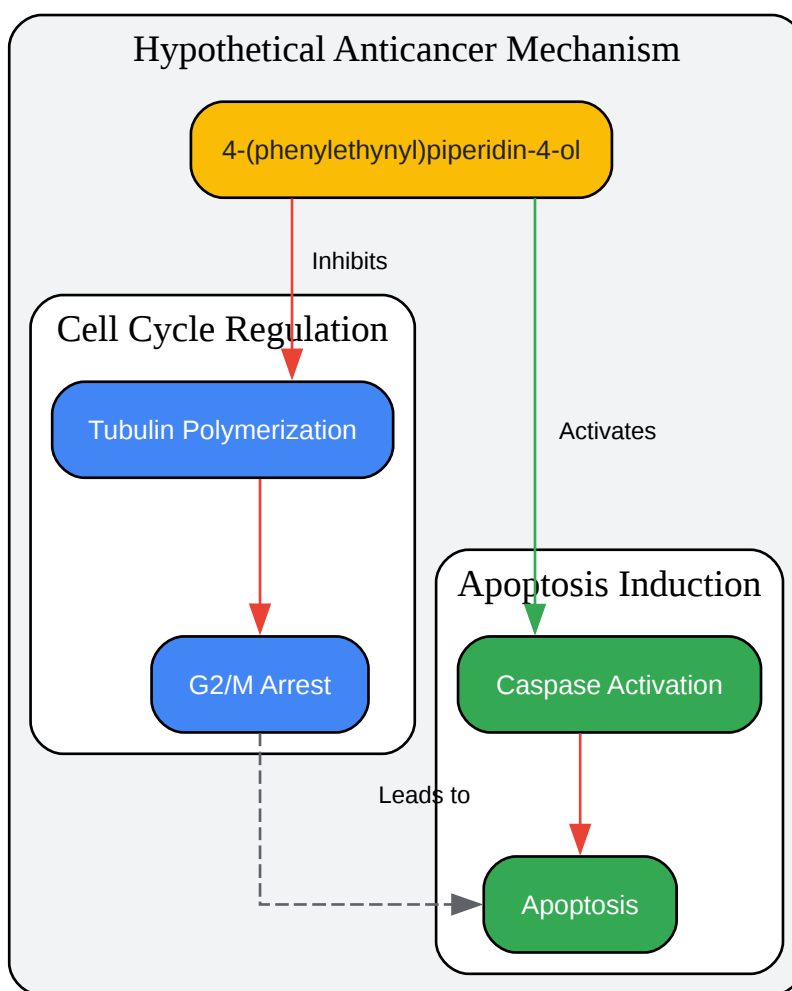 Hypothetical Anticancer Mechanism
4-(phenylethynyl)piperidin-4-ol
Inhibits
Cell Cycle Regulation
Tubulin Polymerization
Activates
Apoptosis Induction
G2/M Arrest
Caspase Activation
Leads to
Apoptosis